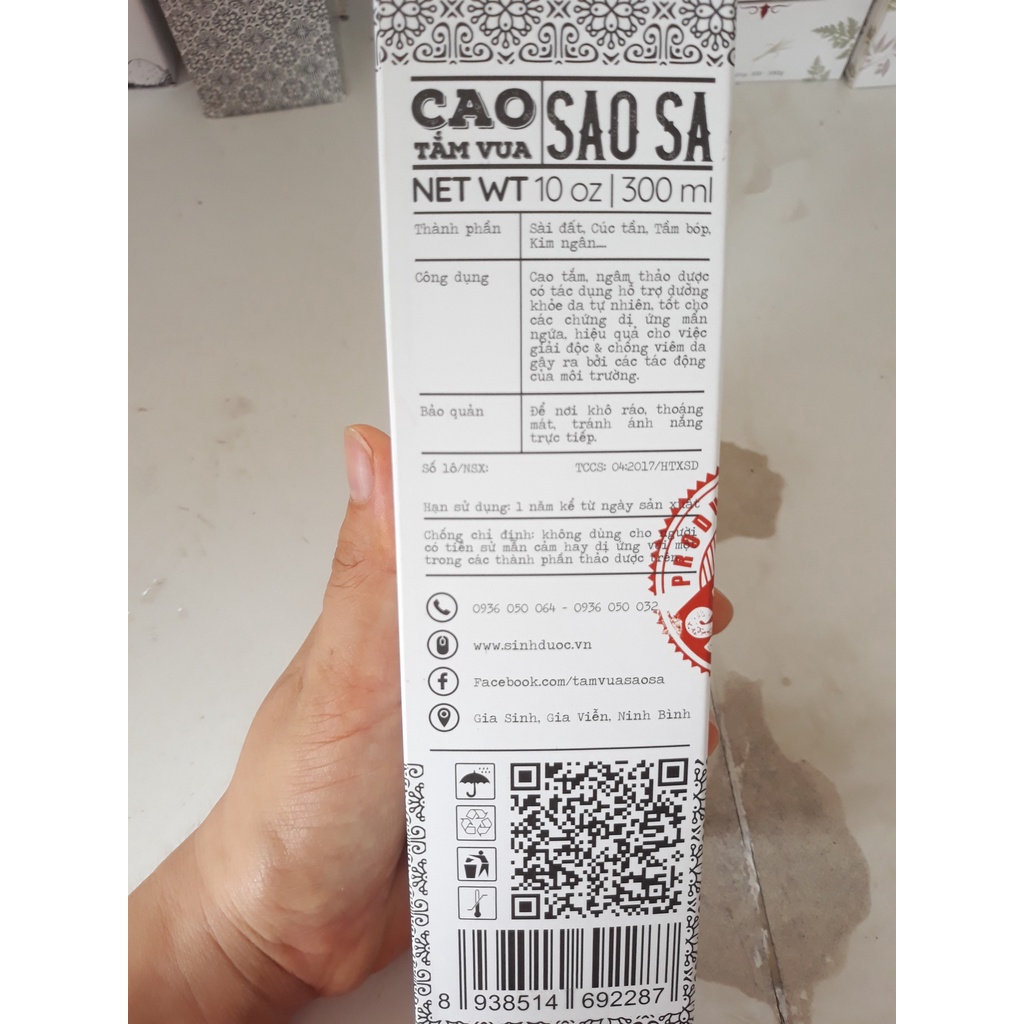 CAO
TẮM VUA
SAO SA
NET WT 10 oz | 300 ml
Thành phần
Sài đất, Cúc tần, Tầm bóp,
Kim ngân....
Công dụng
Cao tắm, ngâm thảo dược
có tác dụng hỗ trợ dưỡng
khỏe da tự nhiên, tốt cho
các chứng dị ứng mẩn
ngứa, hiệu quả cho việc
giải độc & chống viêm da
gây ra bởi các tác động
của môi trường.
Bảo quản
Để nơi khô ráo, thoáng
mát, tránh ánh nắng
trực tiếp.
Số lô/NSX:
TCCS: 04:2017/HTXSD
Hạn sử dụng: 1 năm kể từ ngày sản xuất
Chống chỉ định: không dùng cho người
có tiền sử mẫn cảm hay dị ứng với một
trong các thành phần thảo dược trên.
PROD
0936 050 064 - 0936 050 032
www.sinhduoc.vn
Facebook.com/tamvuasaosa
Gia Sinh, Gia Viễn, Ninh Bình
8 938514 692287